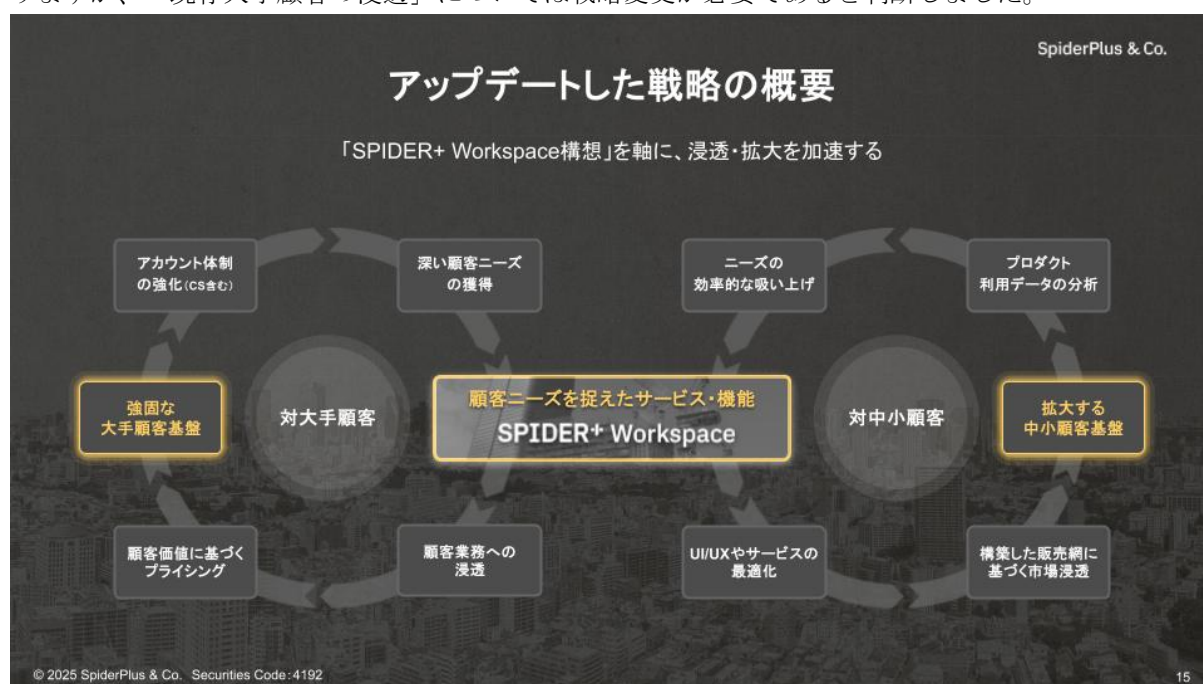 SpiderPlus & Co.
アップデートした戦略の概要
「SPIDER+ Workspace構想」を軸に、浸透・拡大を加速する
アカウント体制
の強化(CS含む)
深い顧客ニーズ
の獲得
ニーズの
効率的な吸い上げ
プロダクト
利用データの分析
強固な
大手顧客基盤
対大手顧客
顧客ニーズを捉えたサービス・機能
SPIDER+ Workspace
対中小顧客
拡大する
中小顧客基盤
顧客価値に基づく
プライシング
顧客業務への
浸透
UI/UXやサービスの
最適化
構築した販売網に
基づく市場浸透
© 2025 SpiderPlus & Co. Securities Code:4192
15